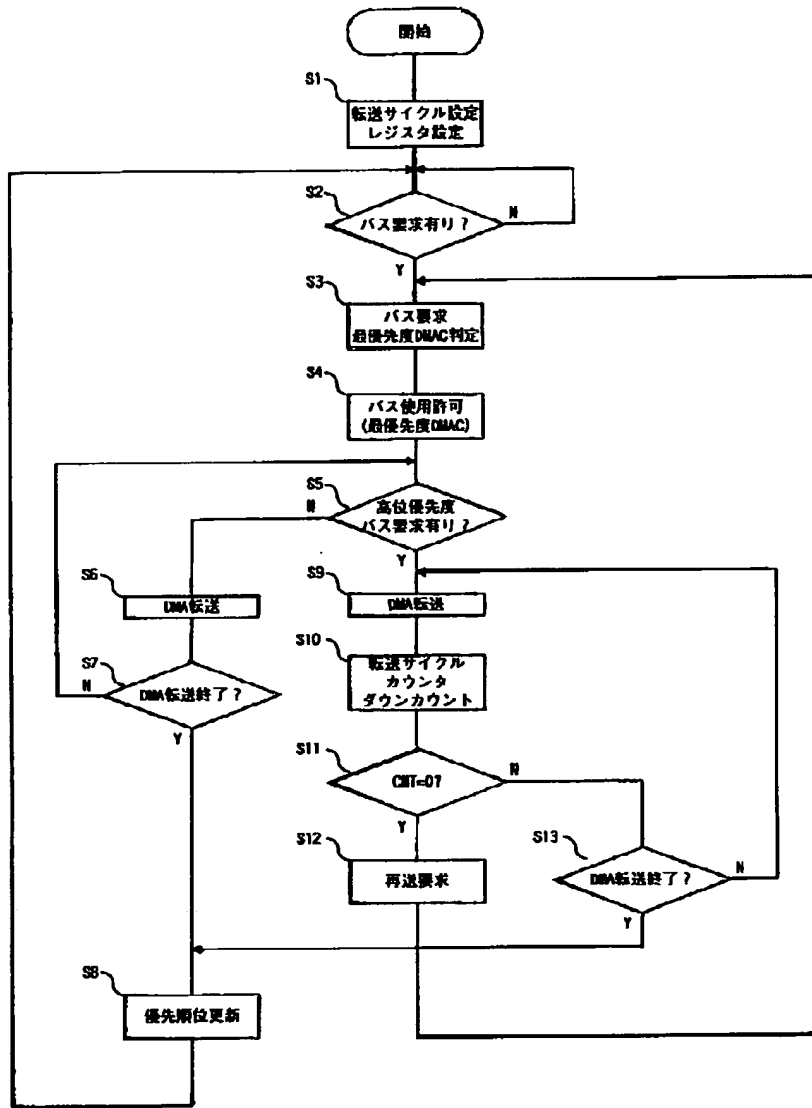 開始
S1
転送サイクル設定
レジスタ設定
S2
バス要求有り？
N
Y
S3
バス要求
最優先度DMAC判定
S4
バス使用許可
(最優先度DMAC)
S5
高位優先度
バス要求有り？
N
Y
S6
DMA転送
S7
DMA転送終了？
N
Y
S9
DMA転送
S10
転送サイクル
カウンタ
ダウンカウント
S11
CNT=0?
N
Y
S12
再送要求
S13
DMA転送終了？
N
Y
S8
優先順位更新